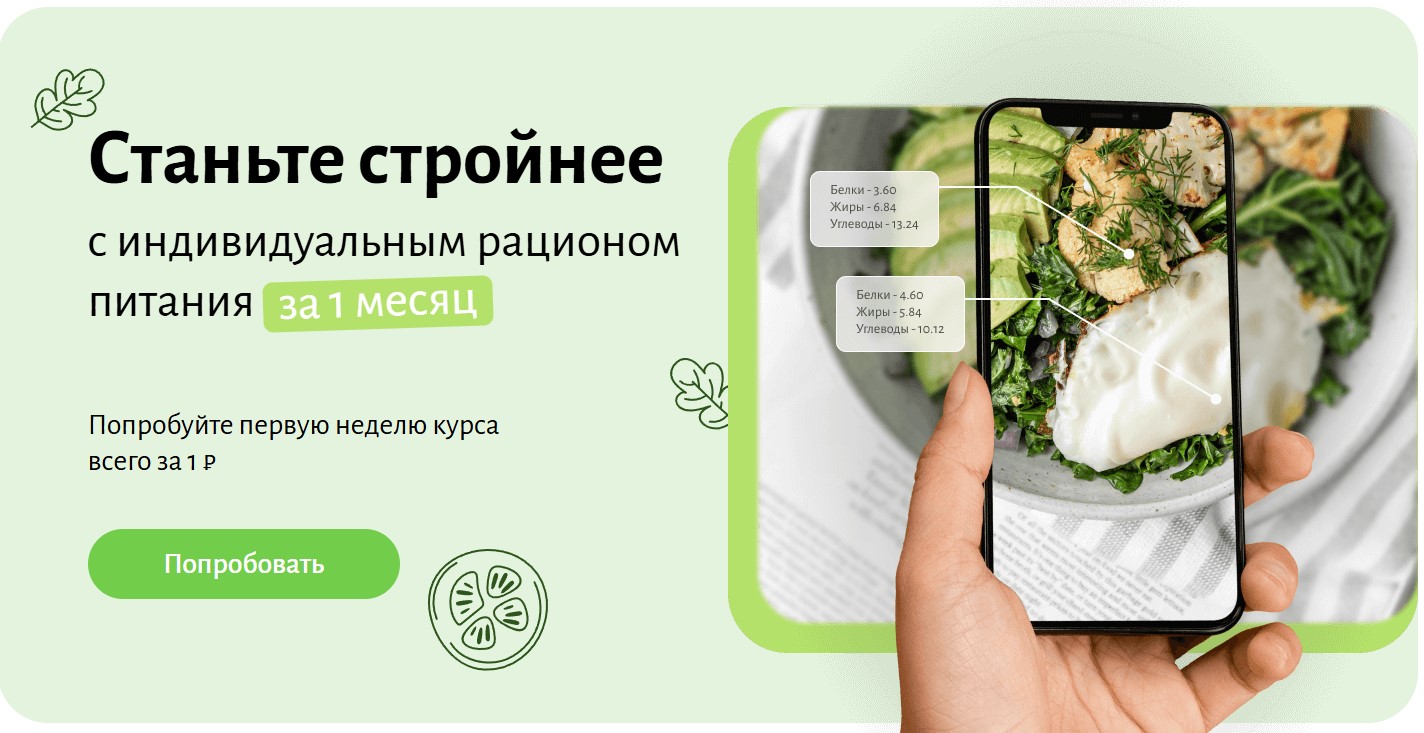 Станьте стройнее
с индивидуальным рационом
питания за 1 месяц
Попробуйте первую неделю курса
всего за 1 ₽
Попробовать
Белки - 3.60
Жиры - 6.84
Углеводы - 13.24
Белки - 4.60
Жиры - 5.84
Углеводы - 10.12